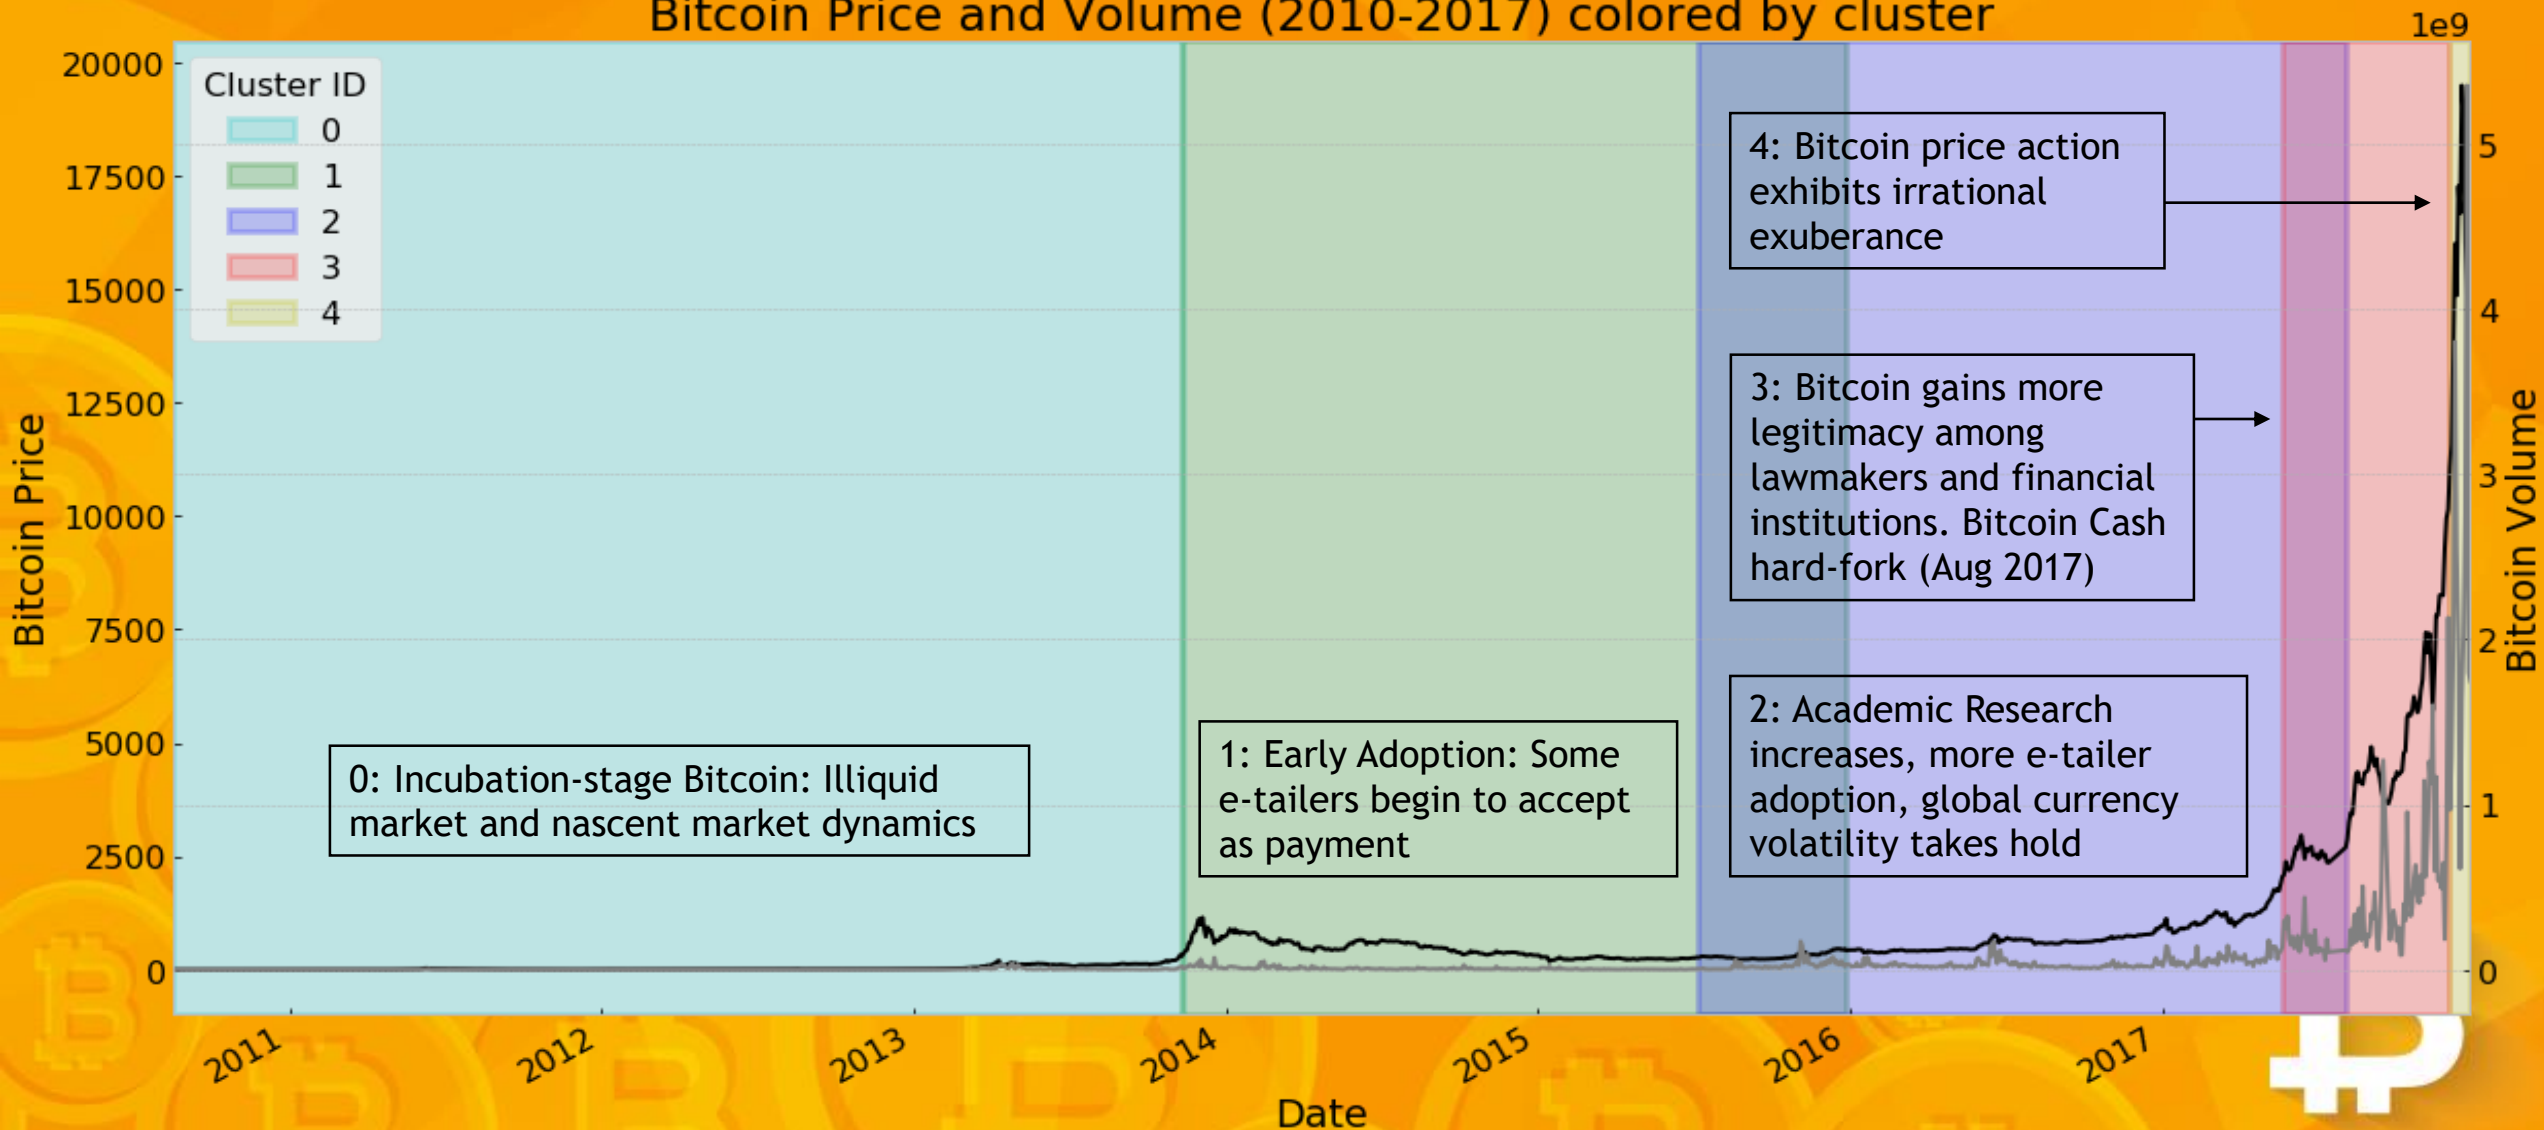 Bitcoin Price and Volume (2010-2017) colored by cluster
1e9
20000
17500
15000
12500
10000
7500
5000
2500
0
Bitcoin Price
Cluster ID
0
1
2
3
4
0: Incubation-stage Bitcoin: Illiquid
market and nascent market dynamics
1: Early Adoption: Some
e-tailers begin to accept
as payment
4: Bitcoin price action
exhibits irrational
exuberance
3: Bitcoin gains more
legitimacy among
lawmakers and financial
institutions. Bitcoin Cash
hard-fork (Aug 2017)
2: Academic Research
increases, more e-tailer
adoption, global currency
volatility takes hold
5
4
3
2
1
0
Bitcoin Volume
2011
2012
2013
2014
2015
2016
2017
Date